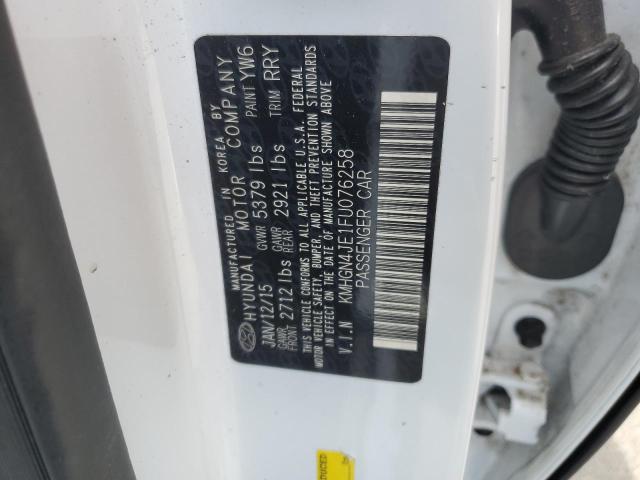 MANUFACTURED IN KOREA BY
HYUNDAI MOTOR COMPANY
JAN/12/15 GVWR 5379 lbs PAINT YW6
GAWR FRONT 2712 lbs GAWR REAR 2921 lbs TRIM RRY
THIS VEHICLE CONFORMS TO ALL APPLICABLE U.S.A. FEDERAL
MOTOR VEHICLE SAFETY, BUMPER, AND THEFT PREVENTION STANDARDS
IN EFFECT ON THE DATE OF MANUFACTURE SHOWN ABOVE
V.I.N KMHGN4JE1FU076258
PASSENGER CAR